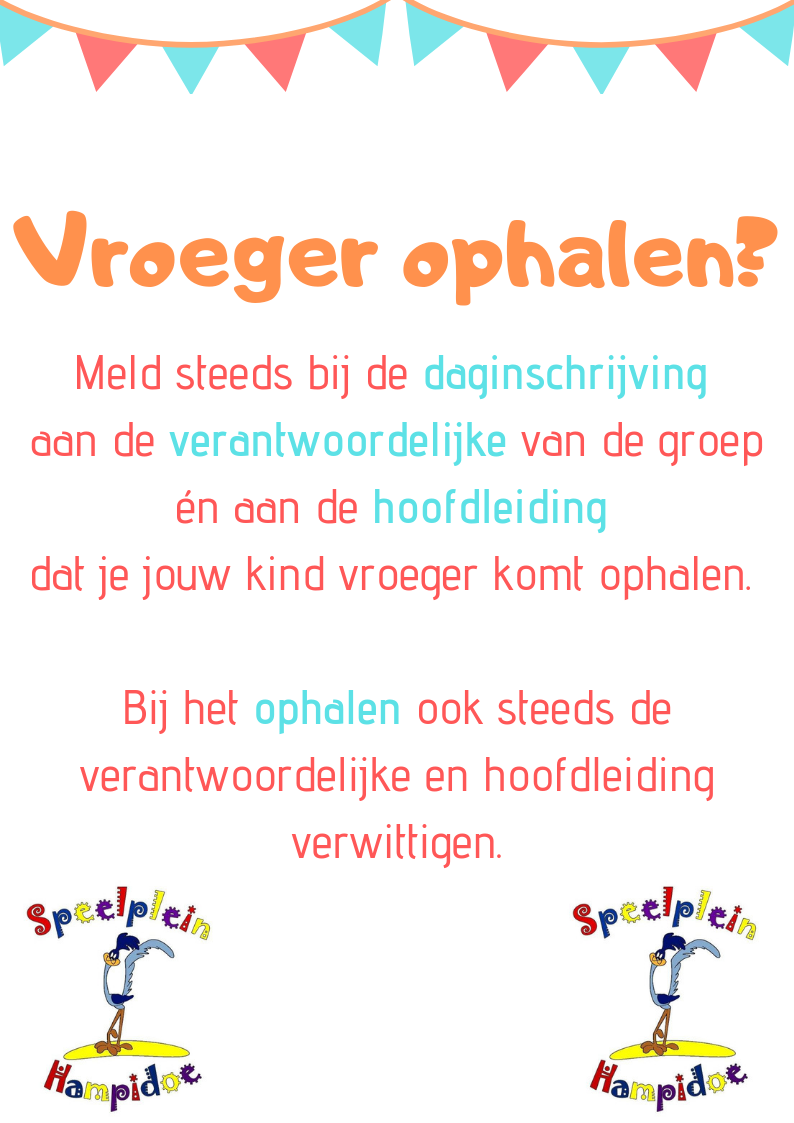 Vroeger ophalen?
Meld steeds bij de daginschrijving
aan de verantwoordelijke van de groep
én aan de hoofdleiding
dat je jouw kind vroeger komt ophalen.
Bij het ophalen ook steeds de
verantwoordelijke en hoofdleiding
verwittigen.
Speelplein
Hampidoe
Speelplein
Hampidoe